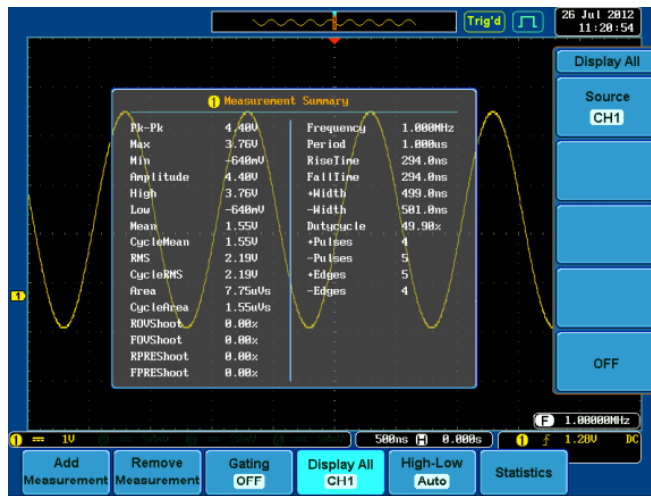 Trig'd
26 Jul 2012
11:20:54
Display All
Source
CH1
OFF
1 Measurement Summary
Pk-Pk 4.40V
Max 3.76V
Min -640mV
Amplitude 4.40V
High 3.76V
Low -640mV
Mean 1.55V
CycleMean 1.55V
RMS 2.19V
CycleRMS 2.19V
Area 7.75uVs
CycleArea 1.55uVs
ROVShoot 0.00%
FOVShoot 0.00%
RPREShoot 0.00%
FPREShoot 0.00%
Frequency 1.000MHz
Period 1.000us
RiseTime 294.0ns
FallTime 294.0ns
+Width 499.0ns
-Width 501.0ns
Dutycycle 49.90%
+Pulses 4
-Pulses 5
+Edges 5
-Edges 4
1
F 1.00000MHz
1 1V
500ns H 0.000s
1 1.20V DC
Add Measurement
Remove Measurement
Gating OFF
Display All CH1
High-Low Auto
Statistics